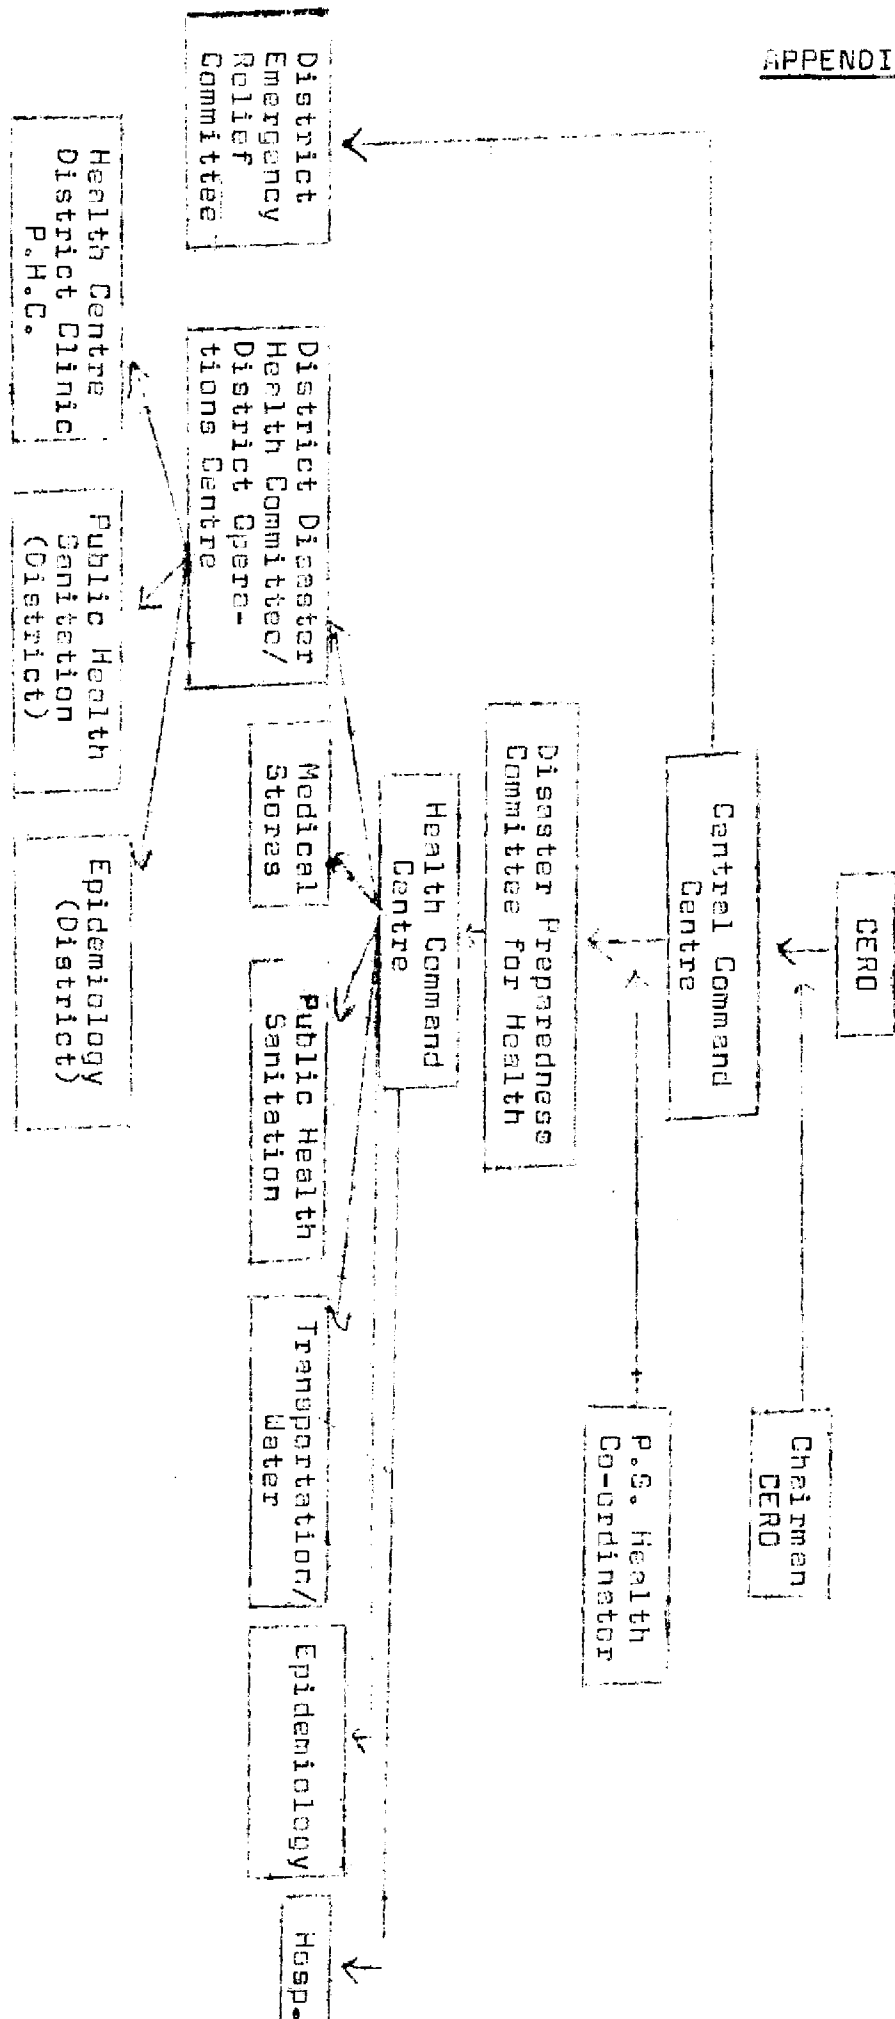 APPENDI
CERO
Chairman
CERO
Central Command
Centre
P.S. Health
Co-ordinator
Disaster Preparedness
Committee for Health
Health Command
Centre
District
Emergency
Relief
Committee
District Disaster
Health Committee/
District Opera-
tions Centre
Medical
Stores
Public Health
Sanitation
Transportation/
Water
Epidemiology
Hosp.
Health Centre
District Clinic
P.H.C.
Public Health
Sanitation
(District)
Epidemiology
(District)